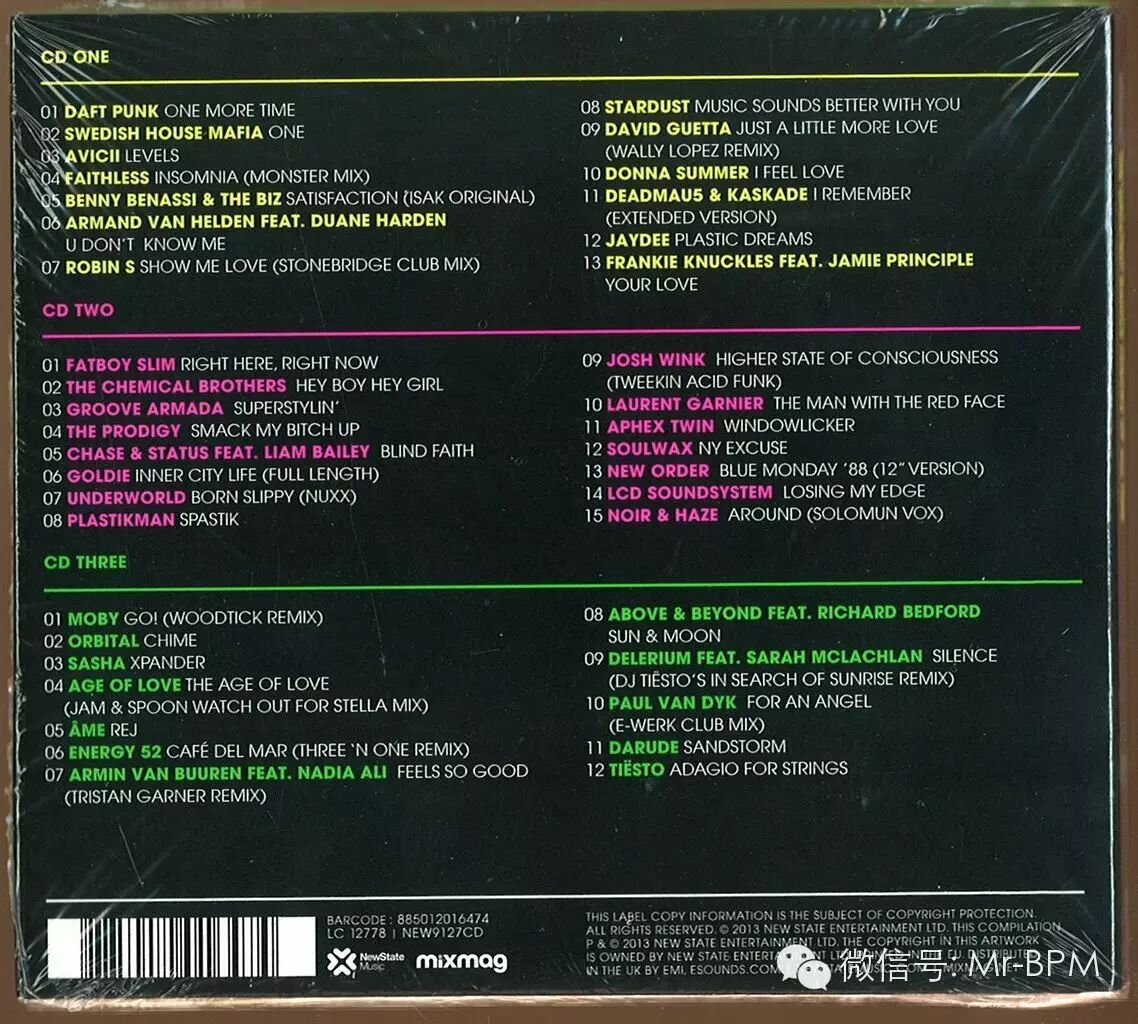 CD ONE
01 DAFT PUNK ONE MORE TIME
02 SWEDISH HOUSE MAFIA ONE
03 AVICII LEVELS
04 FAITHLESS INSOMNIA (MONSTER MIX)
05 BENNY BENASSI & THE BIZ SATISFACTION (ISAK ORIGINAL)
06 ARMAND VAN HELDEN FEAT. DUANE HARDEN
U DON'T KNOW ME
07 ROBIN S SHOW ME LOVE (STONEBRIDGE CLUB MIX)
08 STARDUST MUSIC SOUNDS BETTER WITH YOU
09 DAVID GUETTA JUST A LITTLE MORE LOVE
(WALLY LOPEZ REMIX)
10 DONNA SUMMER I FEEL LOVE
11 DEADMAU5 & KASKADE I REMEMBER
(EXTENDED VERSION)
12 JAYDEE PLASTIC DREAMS
13 FRANKIE KNUCKLES FEAT. JAMIE PRINCIPLE
YOUR LOVE
CD TWO
01 FATBOY SLIM RIGHT HERE, RIGHT NOW
02 THE CHEMICAL BROTHERS HEY BOY HEY GIRL
03 GROOVE ARMADA SUPERSTYLIN'
04 THE PRODIGY SMACK MY BITCH UP
05 CHASE & STATUS FEAT. LIAM BAILEY BLIND FAITH
06 GOLDIE INNER CITY LIFE (FULL LENGTH)
07 UNDERWORLD BORN SLIPPY (NUXX)
08 PLASTIKMAN SPASTIK
09 JOSH WINK HIGHER STATE OF CONSCIOUSNESS
(TWEEKIN ACID FUNK)
10 LAURENT GARNIER THE MAN WITH THE RED FACE
11 APHEX TWIN WINDOWLICKER
12 SOULWAX NY EXCUSE
13 NEW ORDER BLUE MONDAY '88 (12" VERSION)
14 LCD SOUNDSYSTEM LOSING MY EDGE
15 NOIR & HAZE AROUND (SOLOMUN VOX)
CD THREE
01 MOBY GO! (WOODTICK REMIX)
02 ORBITAL CHIME
03 SASHA XPANDER
04 AGE OF LOVE THE AGE OF LOVE
(JAM & SPOON WATCH OUT FOR STELLA MIX)
05 ÂME REJ
06 ENERGY 52 CAFÉ DEL MAR (THREE 'N ONE REMIX)
07 ARMIN VAN BUUREN FEAT. NADIA ALI FEELS SO GOOD
(TRISTAN GARNER REMIX)
08 ABOVE & BEYOND FEAT. RICHARD BEDFORD
SUN & MOON
09 DELERIUM FEAT. SARAH MCLACHLAN SILENCE
(DJ TIËSTO'S IN SEARCH OF SUNRISE REMIX)
10 PAUL VAN DYK FOR AN ANGEL
(E-WERK CLUB MIX)
11 DARUDE SANDSTORM
12 TIËSTO ADAGIO FOR STRINGS
BARCODE: 885012016474
LC 12778 | NEW9127CD
NewState
Music
mixmag
THIS LABEL COPY INFORMATION IS THE SUBJECT OF COPYRIGHT PROTECTION.
ALL RIGHTS RESERVED. © 2013 NEW STATE ENTERTAINMENT LTD. THIS COMPILATION
P & © 2013 NEW STATE ENTERTAINMENT LTD. THE COPYRIGHT IN THIS ARTWORK
IS OWNED BY NEW STATE ENTERTAINMENT LTD
IN THE UK BY EMI. ESOUNDS.COM
微信号: Mr-BPM